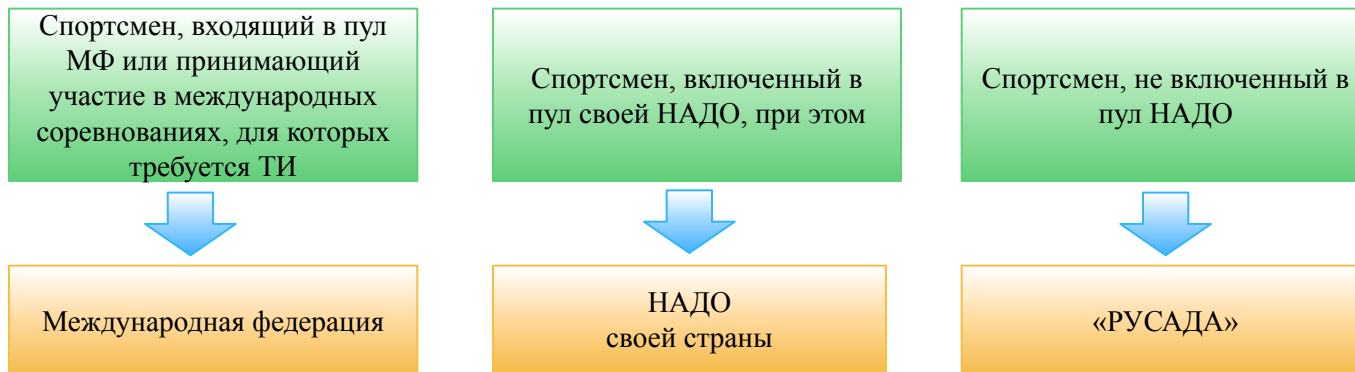 Спортсмен, входящий в пул
МФ или принимающий
участие в международных
соревнованиях, для которых
требуется ТИ
Спортсмен, включенный в
пул своей НАДО, при этом
Спортсмен, не включенный в
пул НАДО
Международная федерация
НАДО
своей страны
«РУСАДА»